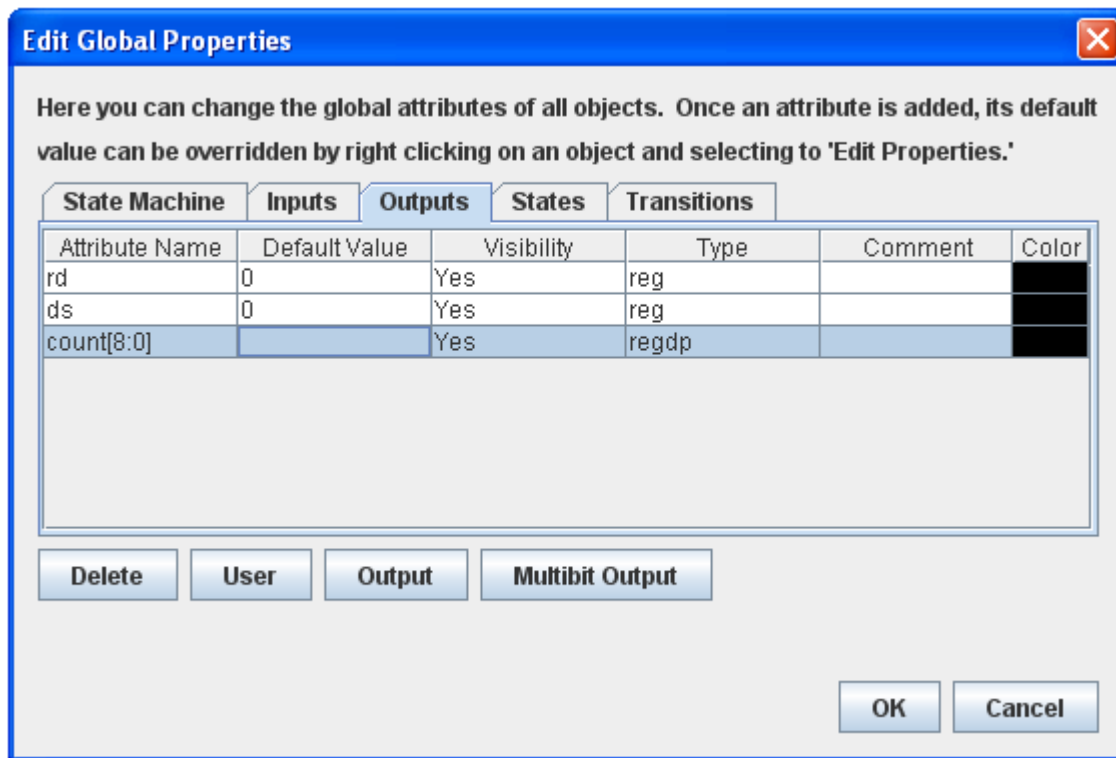 Edit Global Properties
Here you can change the global attributes of all objects.  Once an attribute is added, its default
value can be overridden by right clicking on an object and selecting to 'Edit Properties.'
State Machine Inputs Outputs States Transitions
Attribute Name Default Value Visibility Type Comment Color
rd 0 Yes reg
ds 0 Yes reg
count[8:0] Yes regdp
Delete User Output Multibit Output
OK Cancel